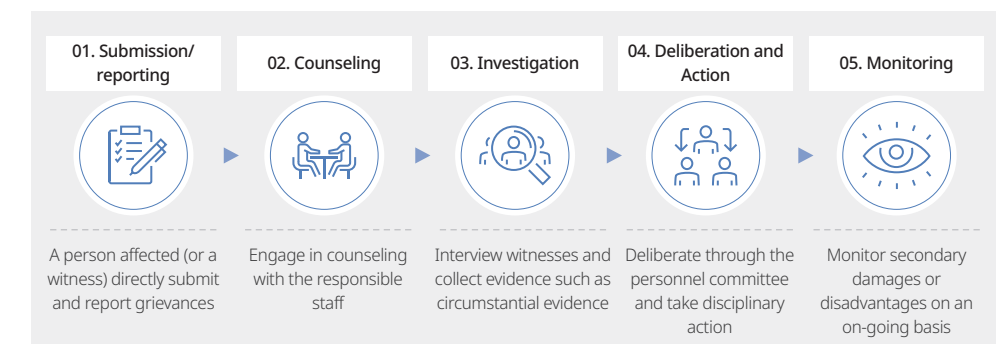 01. Submission/
reporting
02. Counseling
03. Investigation
04. Deliberation and
Action
05. Monitoring
A person affected (or a
witness) directly submit
and report grievances
Engage in counseling
with the responsible
staff
Interview witnesses and
collect evidence such as
circumstantial evidence
Deliberate through the
personnel committee
and take disciplinary
action
Monitor secondary
damages or
disadvantages on an
on-going basis